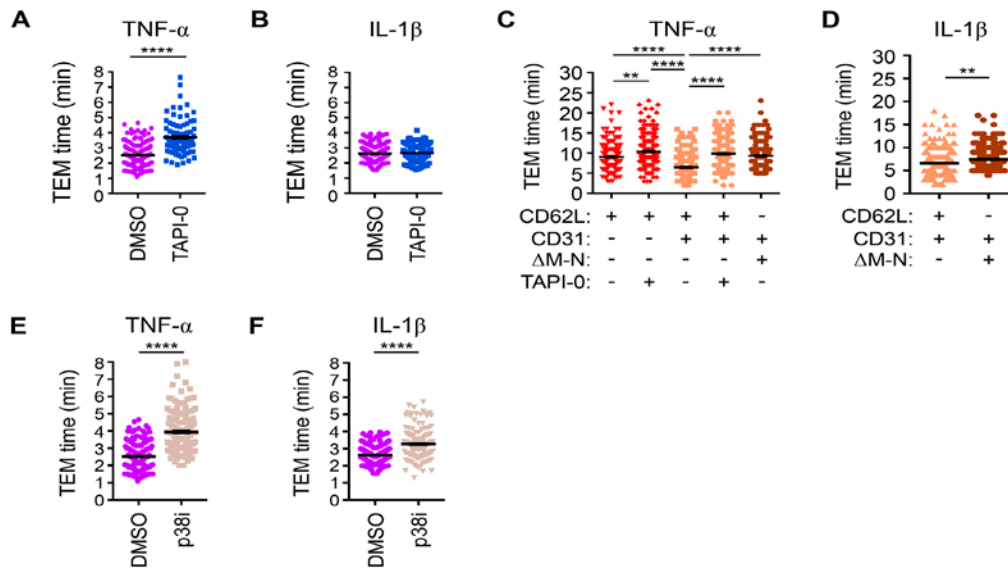 A
TNF-α
****
TEM time (min)
8
7
6
5
4
3
2
1
0
DMSO
TAPI-0
B
IL-1β
TEM time (min)
8
7
6
5
4
3
2
1
0
DMSO
TAPI-0
C
TNF-α
**** ****
** **** ****
TEM time (min)
30
25
20
15
10
5
0
CD62L: + + + + -
CD31: - - + + +
ΔM-N: - - - - +
TAPI-0: - + - + -
D
IL-1β
**
TEM time (min)
30
25
20
15
10
5
0
CD62L: + -
CD31: + +
ΔM-N: - +
E
TNF-α
****
TEM time (min)
8
7
6
5
4
3
2
1
0
DMSO
p38i
F
IL-1β
****
TEM time (min)
8
7
6
5
4
3
2
1
0
DMSO
p38i